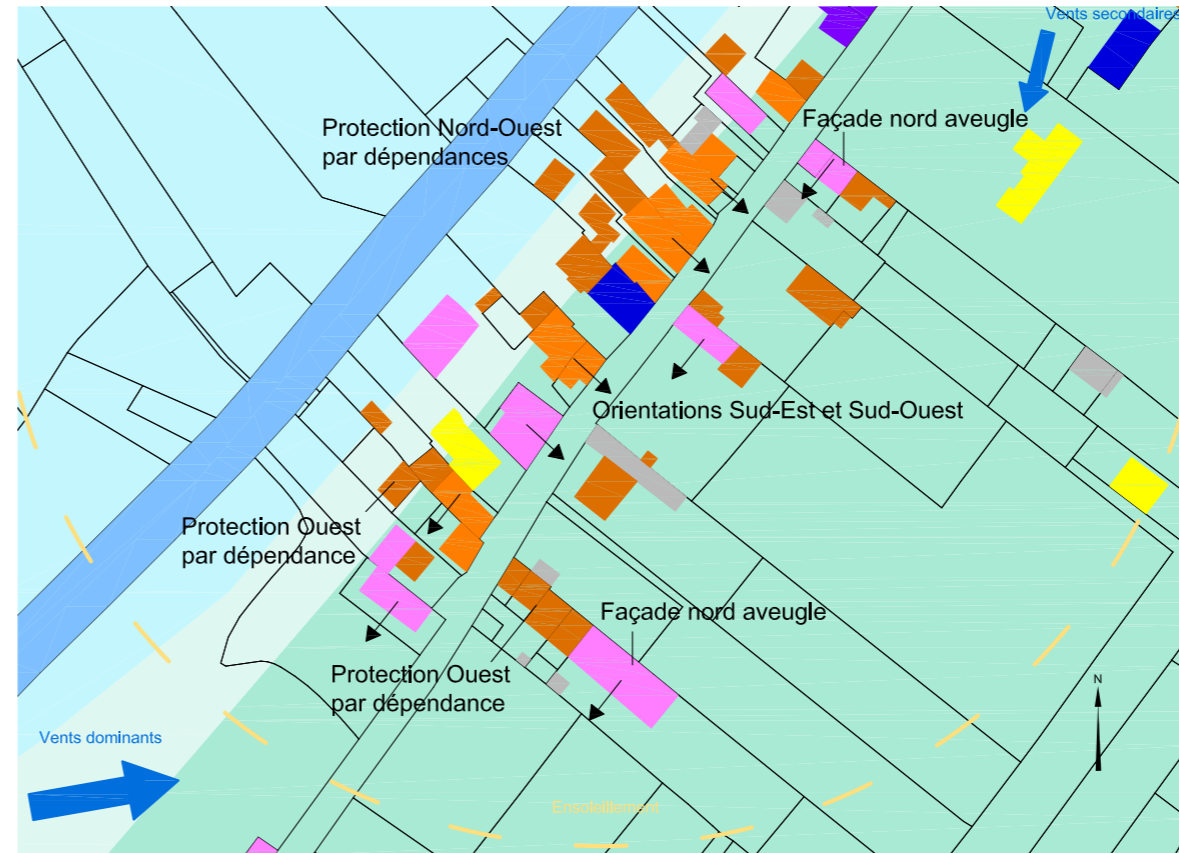 Vents secondaires
Protection Nord-Ouest
par dépendances
Façade nord aveugle
Orientations Sud-Est et Sud-Ouest
Protection Ouest
par dépendance
Façade nord aveugle
Protection Ouest
par dépendance
N
Vents dominants
Ensoleillement